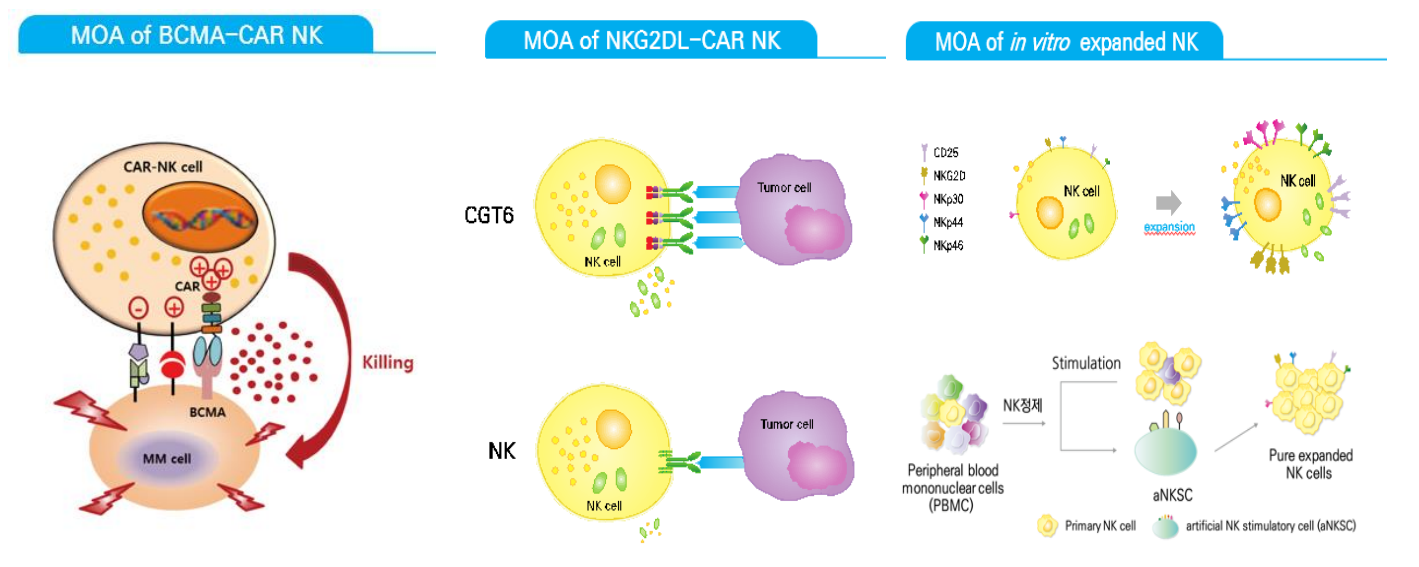 MOA of BCMA-CAR NK
CAR-NK cell
CAR
-
+
+
+
+
Killing
BCMA
MM cell
MOA of NKG2DL-CAR NK
CGT6
NK cell
Tumor cell
NK
NK cell
Tumor cell
MOA of in vitro expanded NK
CD25
NKG2D
NKp30
NKp44
NKp46
NK cell
expansion
NK cell
Peripheral blood
mononuclear cells
(PBMC)
NK정제
Stimulation
aNKSC
Pure expanded
NK cells
Primary NK cell
artificial NK stimulatory cell (aNKSC)